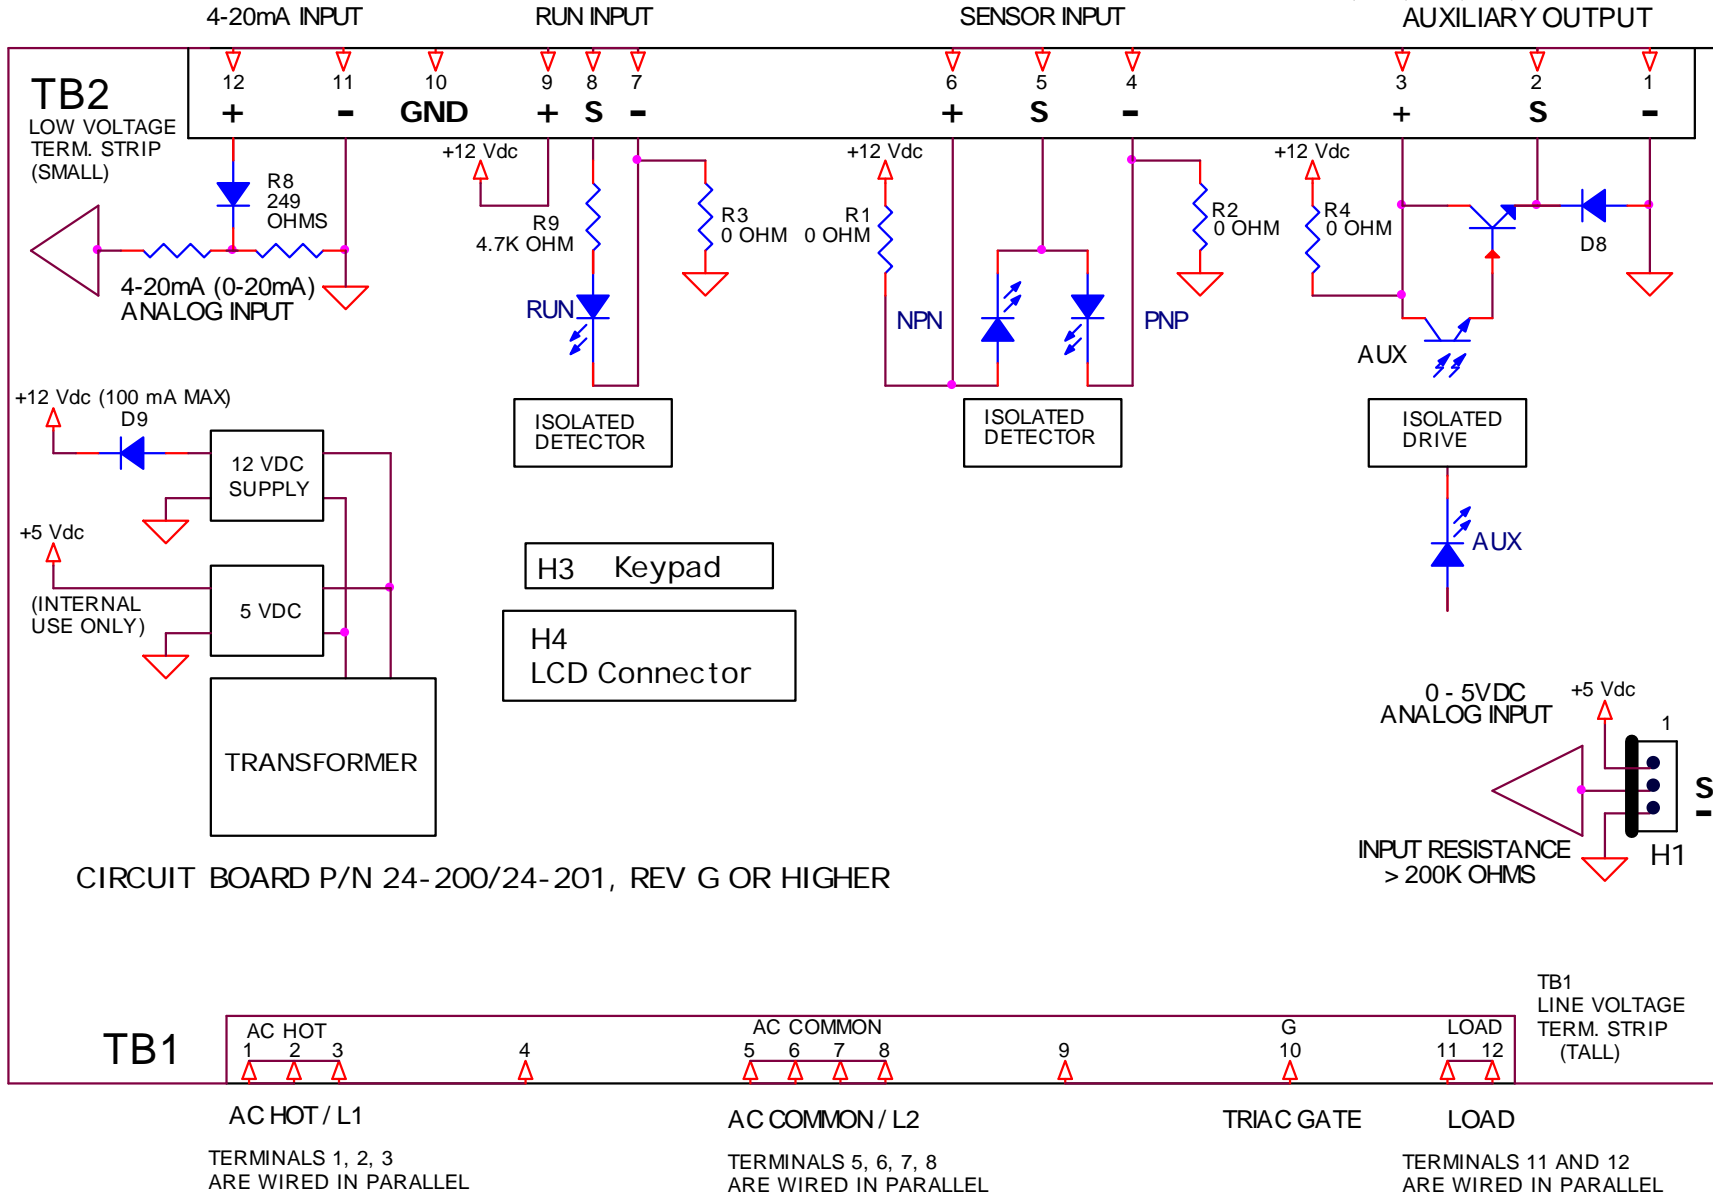 4-20mA INPUT
RUN INPUT
SENSOR INPUT
AUXILIARY OUTPUT
12 11 10 9 8 7 6 5 4 3 2 1
+ - GND + S - + S - + S -
TB2
LOW VOLTAGE
TERM. STRIP
(SMALL)
R8
249
OHMS
4-20mA (0-20mA)
ANALOG INPUT
+12 Vdc
R9
4.7K OHM
R3
0 OHM
RUN
ISOLATED
DETECTOR
+12 Vdc
R1
0 OHM
R2
0 OHM
NPN
PNP
ISOLATED
DETECTOR
+12 Vdc
R4
0 OHM
D8
AUX
ISOLATED
DRIVE
AUX
+12 Vdc (100 mA MAX)
D9
12 VDC
SUPPLY
+5 Vdc
(INTERNAL
USE ONLY)
5 VDC
TRANSFORMER
H3 Keypad
H4
LCD Connector
0 - 5VDC
ANALOG INPUT
+5 Vdc
1
S
-
H1
INPUT RESISTANCE
> 200K OHMS
CIRCUIT BOARD P/N 24-200/24-201, REV G OR HIGHER
TB1
LINE VOLTAGE
TERM. STRIP
(TALL)
TB1
AC HOT
AC COMMON
G
LOAD
1 2 3 4 5 6 7 8 9 10 11 12
AC HOT / L1
AC COMMON / L2
TRIAC GATE
LOAD
TERMINALS 1, 2, 3
ARE WIRED IN PARALLEL
TERMINALS 5, 6, 7, 8
ARE WIRED IN PARALLEL
TERMINALS 11 AND 12
ARE WIRED IN PARALLEL